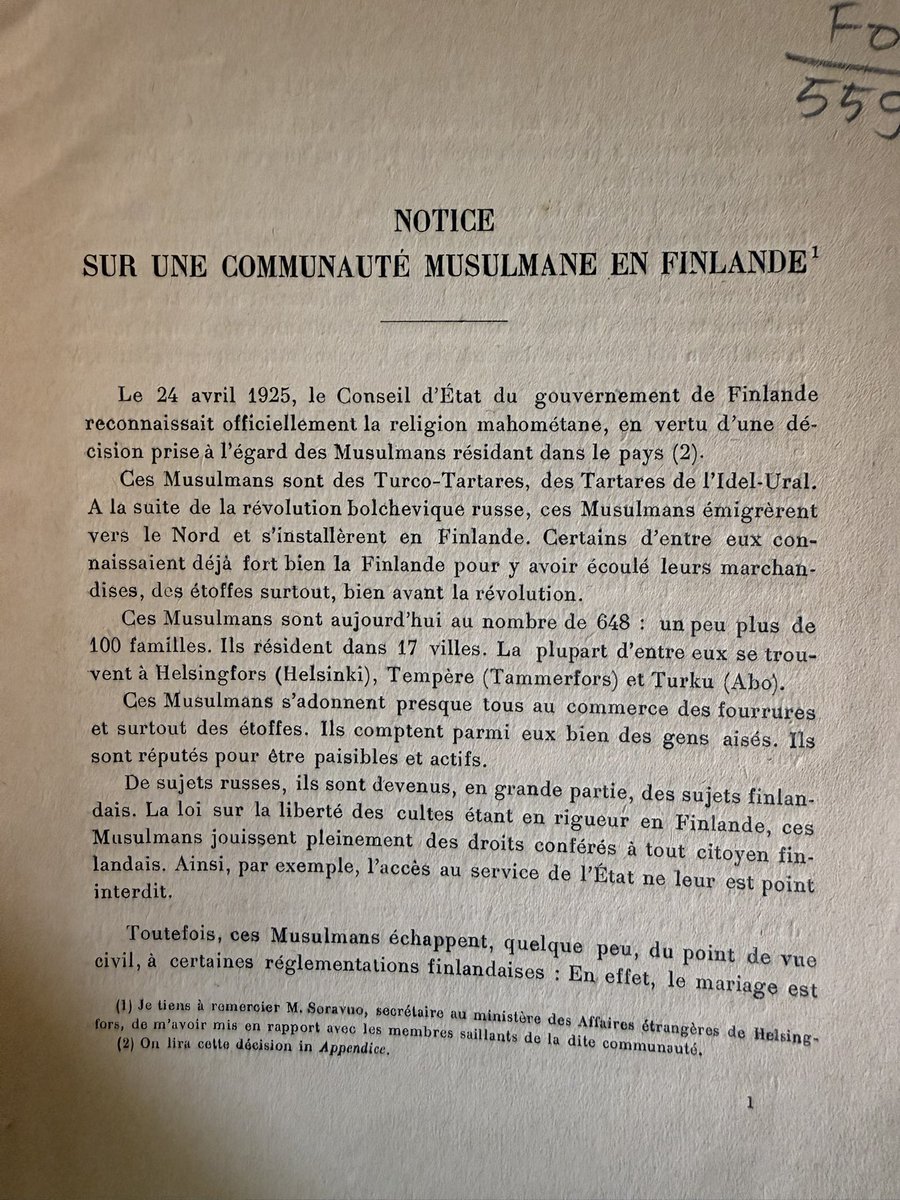 Fo
559
NOTICE
SUR UNE COMMUNAUTÉ MUSULMANE EN FINLANDE¹
Le 24 avril 1925, le Conseil d'État du gouvernement de Finlande
reconnaissait officiellement la religion mahométane, en vertu d'une dé-
cision prise à l'égard des Musulmans résidant dans le pays (2).
Ces Musulmans sont des Turco-Tartares, des Tartares de l'Idel-Ural.
A la suite de la révolution bolchevique russe, ces Musulmans émigrèrent
vers le Nord et s'installèrent en Finlande. Certains d'entre eux con-
naissaient déjà fort bien la Finlande pour y avoir écoulé leurs marchan-
dises, des étoffes surtout, bien avant la révolution.
Ces Musulmans sont aujourd'hui au nombre de 648 : un peu plus de
100 familles. Ils résident dans 17 villes. La plupart d'entre eux se trou-
vent à Helsingfors (Helsinki), Tempère (Tammerfors) et Turku (Abo).
Ces Musulmans s'adonnent presque tous au commerce des fourrures
et surtout des étoffes. Ils comptent parmi eux bien des gens aisés. Ils
sont réputés pour être paisibles et actifs.
De sujets russes, ils sont devenus, en grande partie, des sujets finlan-
dais. La loi sur la liberté des cultes étant en rigueur en Finlande, ces
Musulmans jouissent pleinement des droits conférés à tout citoyen fin-
landais. Ainsi, par exemple, l'accès au service de l'État ne leur est point
interdit.
Toutefois, ces Musulmans échappent, quelque peu, du point de vue
civil, à certaines réglementations finlandaises : En effet, le mariage est
(1) Je tiens à remercier M. Soravuo, secrétaire au ministère des Affaires étrangères de Helsing-
fors, de m'avoir mis en rapport avec les membres saillants de la dite communauté.
(2) On lira cette décision in Appendice.
1